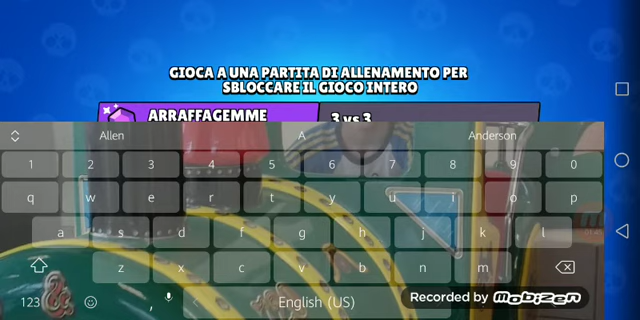 GIOCA A UNA PARTITA DI ALLENAMENTO PER
SBLOCCARE IL GIOCO INTERO
ARRAFFAGEMME
3 vs 3
Allen A Anderson
1 2 3 4 5 6 7 8 9 0
q w e r t y u i o p
a s d f g h j k l
z x c v b n m
123 , English (US)
Recorded by mobizen